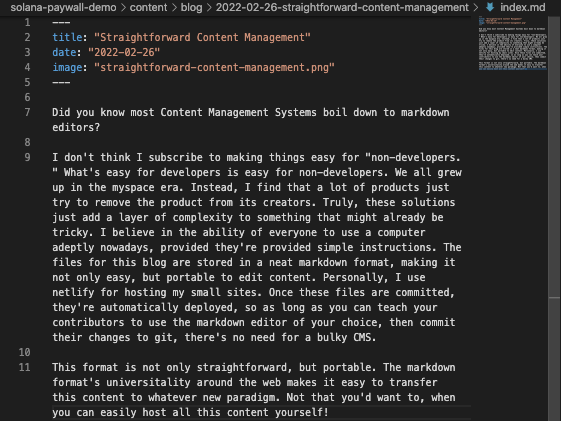 solana-paywall-demo > content > blog > 2022-02-26-straightforward-content-management > index.md
1 ---
2 title: "Straightforward Content Management"
3 date: "2022-02-26"
4 image: "straightforward-content-management.png"
5 ---
6
7 Did you know most Content Management Systems boil down to markdown
editors?
8
9 I don't think I subscribe to making things easy for "non-developers.
" What's easy for developers is easy for non-developers. We all grew
up in the myspace era. Instead, I find that a lot of products just
try to remove the product from its creators. Truly, these solutions
just add a layer of complexity to something that might already be
tricky. I believe in the ability of everyone to use a computer
adeptly nowadays, provided they're provided simple instructions. The
files for this blog are stored in a neat markdown format, making it
not only easy, but portable to edit content. Personally, I use
netlify for hosting my small sites. Once these files are committed,
they're automatically deployed, so as long as you can teach your
contributors to use the markdown editor of your choice, then commit
their changes to git, there's no need for a bulky CMS.
10
11 This format is not only straightforward, but portable. The markdown
format's universitality around the web makes it easy to transfer
this content to whatever new paradigm. Not that you'd want to, when
you can easily host all this content yourself!